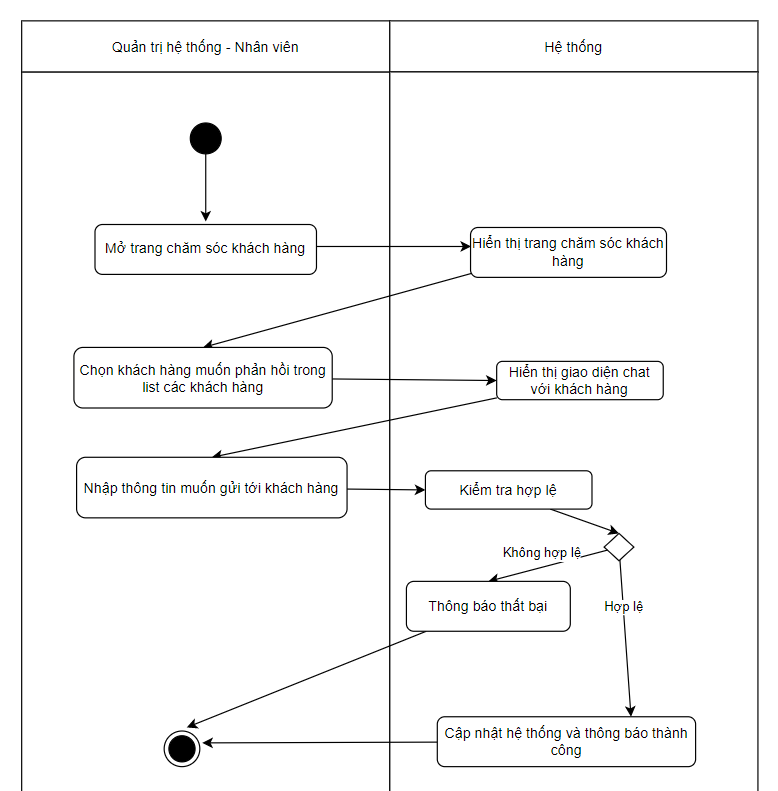 Quản trị hệ thống - Nhân viên
Hệ thống
Mở trang chăm sóc khách hàng
Hiển thị trang chăm sóc khách
hàng
Chọn khách hàng muốn phản hồi trong
list các khách hàng
Hiển thị giao diện chat
với khách hàng
Nhập thông tin muốn gửi tới khách hàng
Kiểm tra hợp lệ
Không hợp lệ
Thông báo thất bại
Hợp lệ
Cập nhật hệ thống và thông báo thành
công